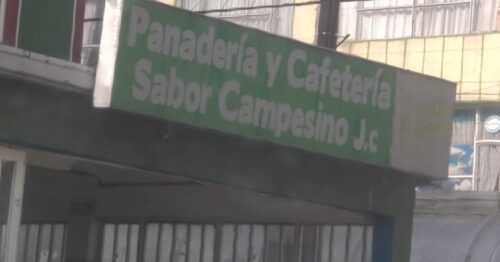 Panadería y Cafetería
Sabor Campesino J.c